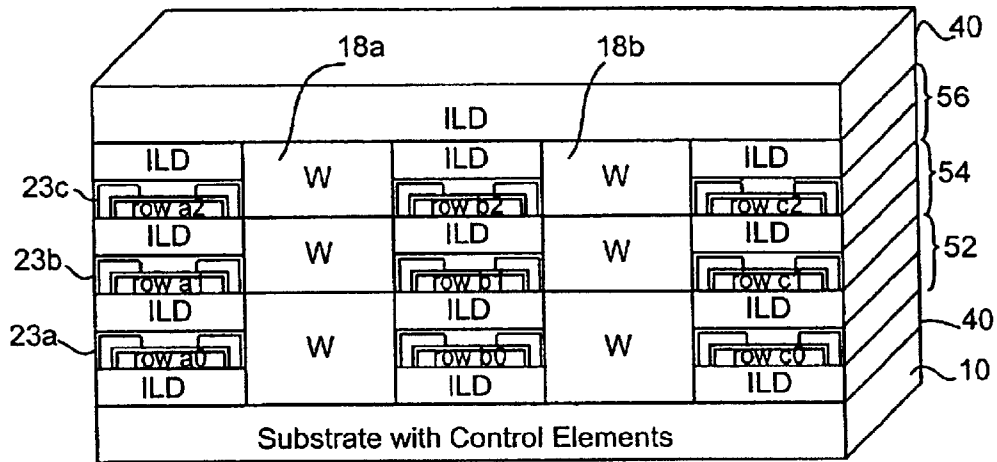 18a
18b
40
56
ILD
ILD
W
ILD
W
ILD
54
23c
row a2
row b2
row c2
ILD
W
ILD
W
ILD
52
23b
row a1
row b1
row c1
ILD
W
ILD
W
ILD
40
23a
row a0
row b0
row c0
ILD
ILD
ILD
10
Substrate with Control Elements